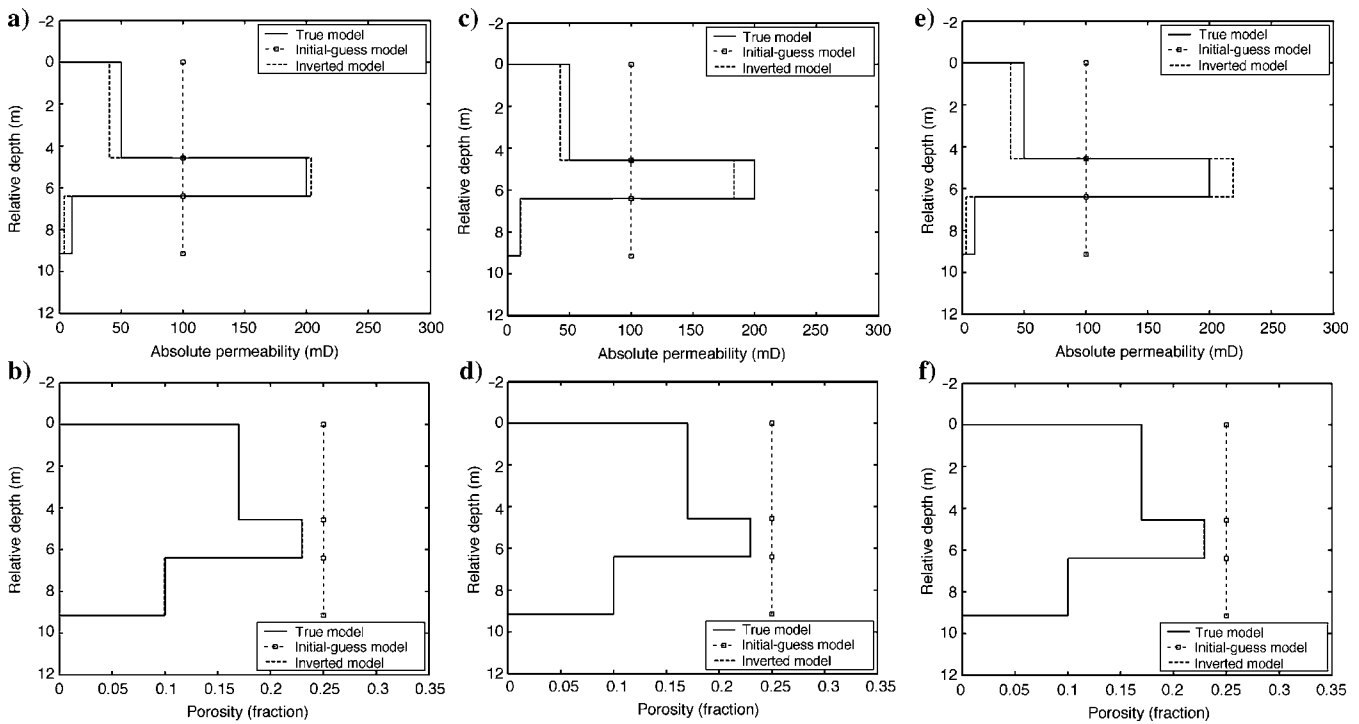 a)
-2
0
2
4
6
8
10
12
Relative depth (m)
True model
Initial-guess model
Inverted model
0 50 100 150 200 250 300
Absolute permeability (mD)
c)
-2
0
2
4
6
8
10
12
Relative depth (m)
True model
Initial-guess model
Inverted model
0 50 100 150 200 250 300
Absolute permeability (mD)
e)
-2
0
2
4
6
8
10
12
Relative depth (m)
True model
Initial-guess model
Inverted model
0 50 100 150 200 250 300
Absolute permeability (mD)
b)
-2
0
2
4
6
8
10
12
Relative depth (m)
True model
Initial-guess model
Inverted model
0 0.05 0.1 0.15 0.2 0.25 0.3 0.35
Porosity (fraction)
d)
-2
0
2
4
6
8
10
12
Relative depth (m)
True model
Initial-guess model
Inverted model
0 0.05 0.1 0.15 0.2 0.25 0.3 0.35
Porosity (fraction)
f)
-2
0
2
4
6
8
10
12
Relative depth (m)
True model
Initial-guess model
Inverted model
0 0.05 0.1 0.15 0.2 0.25 0.3 0.35
Porosity (fraction)